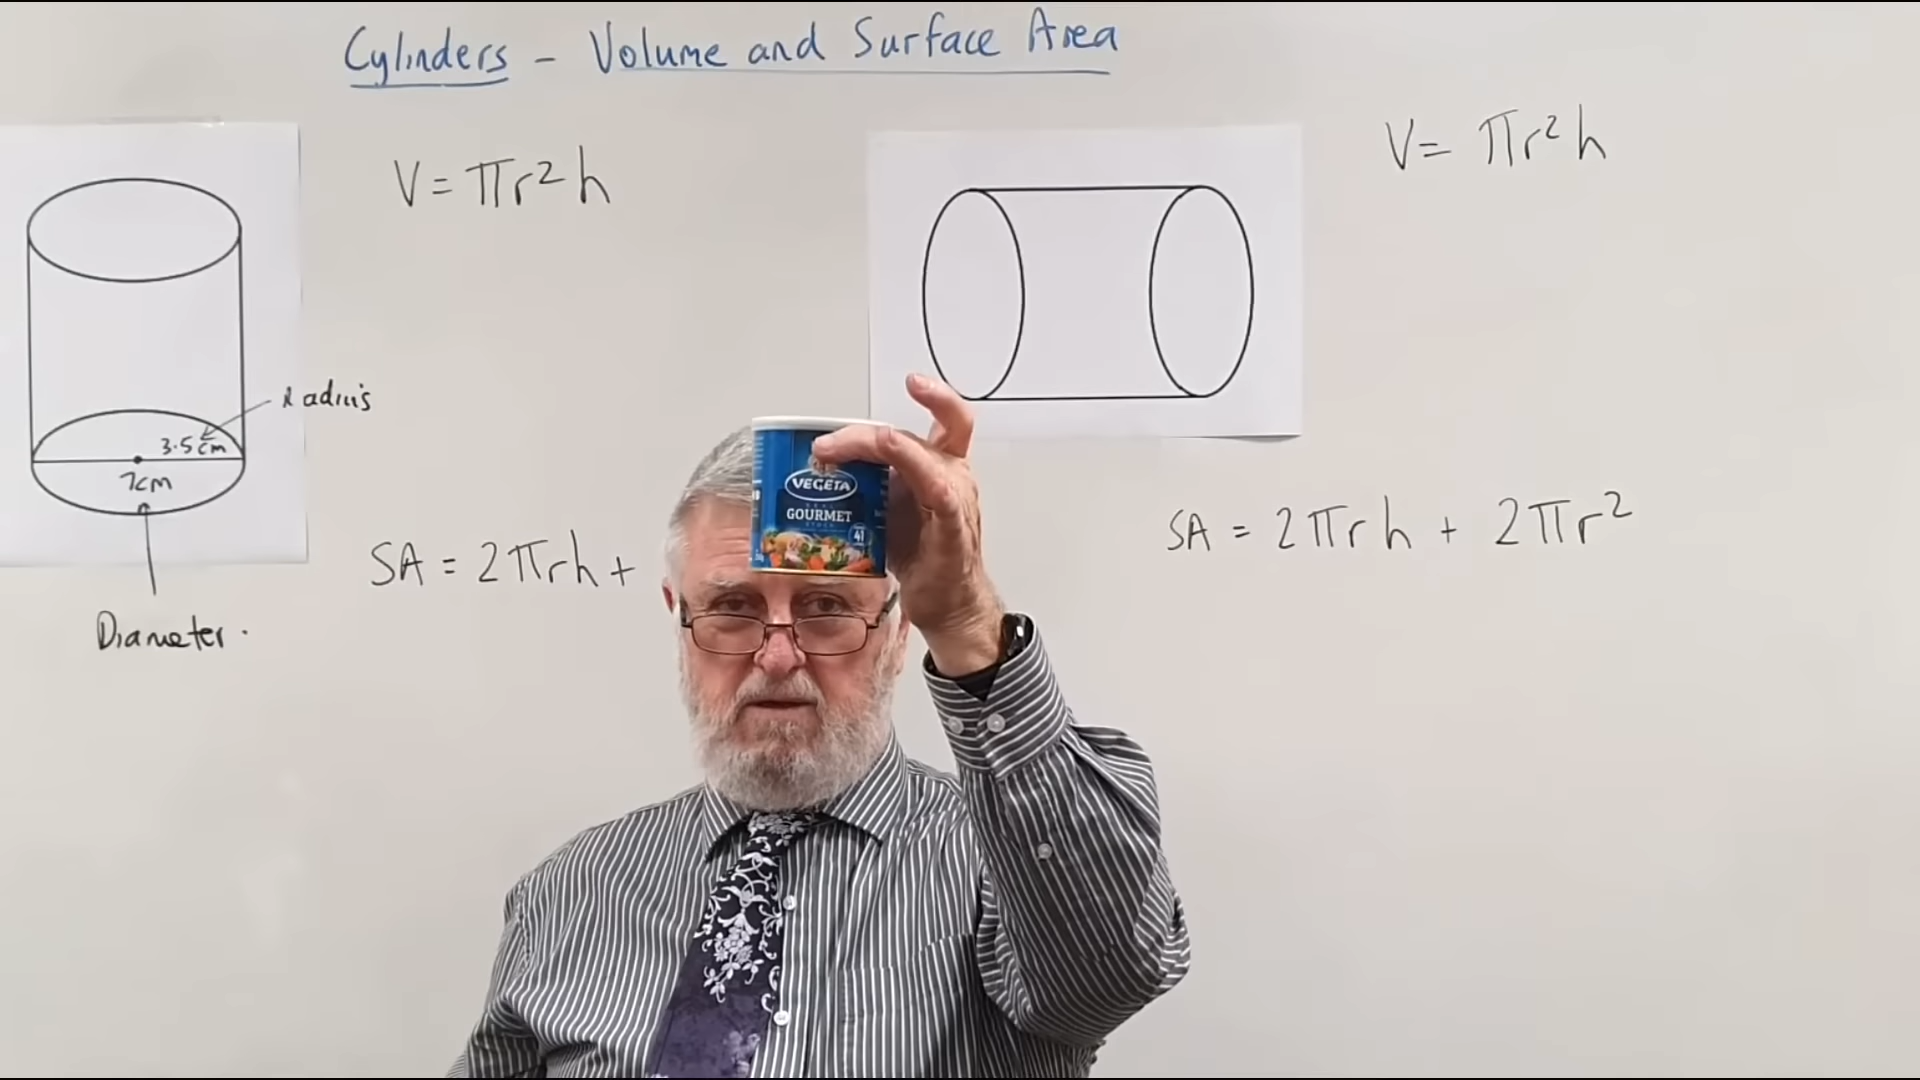 Cylinders - Volume and Surface Area
V = πr²h
V = πr²h
Radius
3.5cm
7cm
Diameter.
SA = 2πrh +
SA = 2πrh + 2πr²
VEGETA
GOURMET
STOCK
41